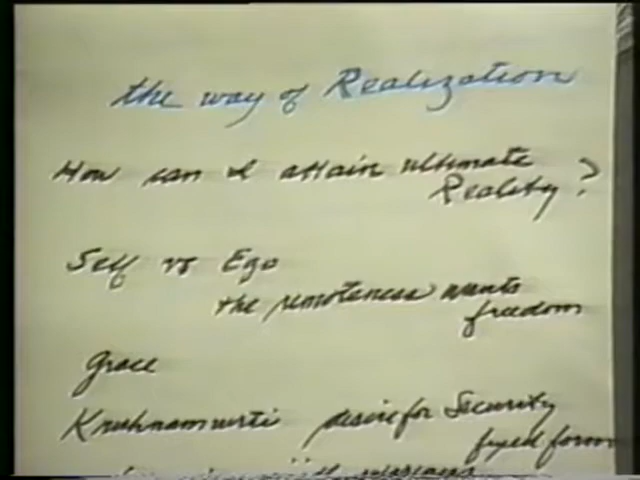 the way of Realization
How can I attain ultimate
Reality?
Self vs Ego
the remoteness wants
freedom
Grace
Krishnamurti desire for Security
fixed form